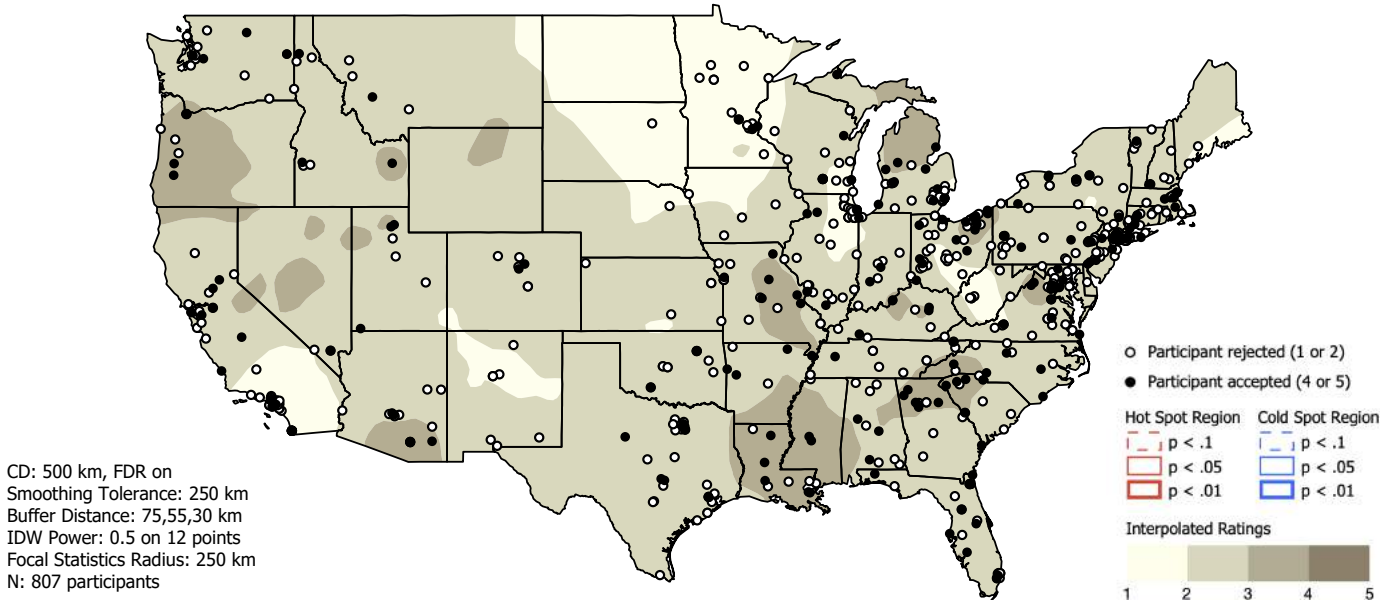 CD: 500 km, FDR on
Smoothing Tolerance: 250 km
Buffer Distance: 75,55,30 km
IDW Power: 0.5 on 12 points
Focal Statistics Radius: 250 km
N: 807 participants
Participant rejected (1 or 2)
Participant accepted (4 or 5)
Hot Spot Region Cold Spot Region
p < .1 p < .1
p < .05 p < .05
p < .01 p < .01
Interpolated Ratings
1 2 3 4 5